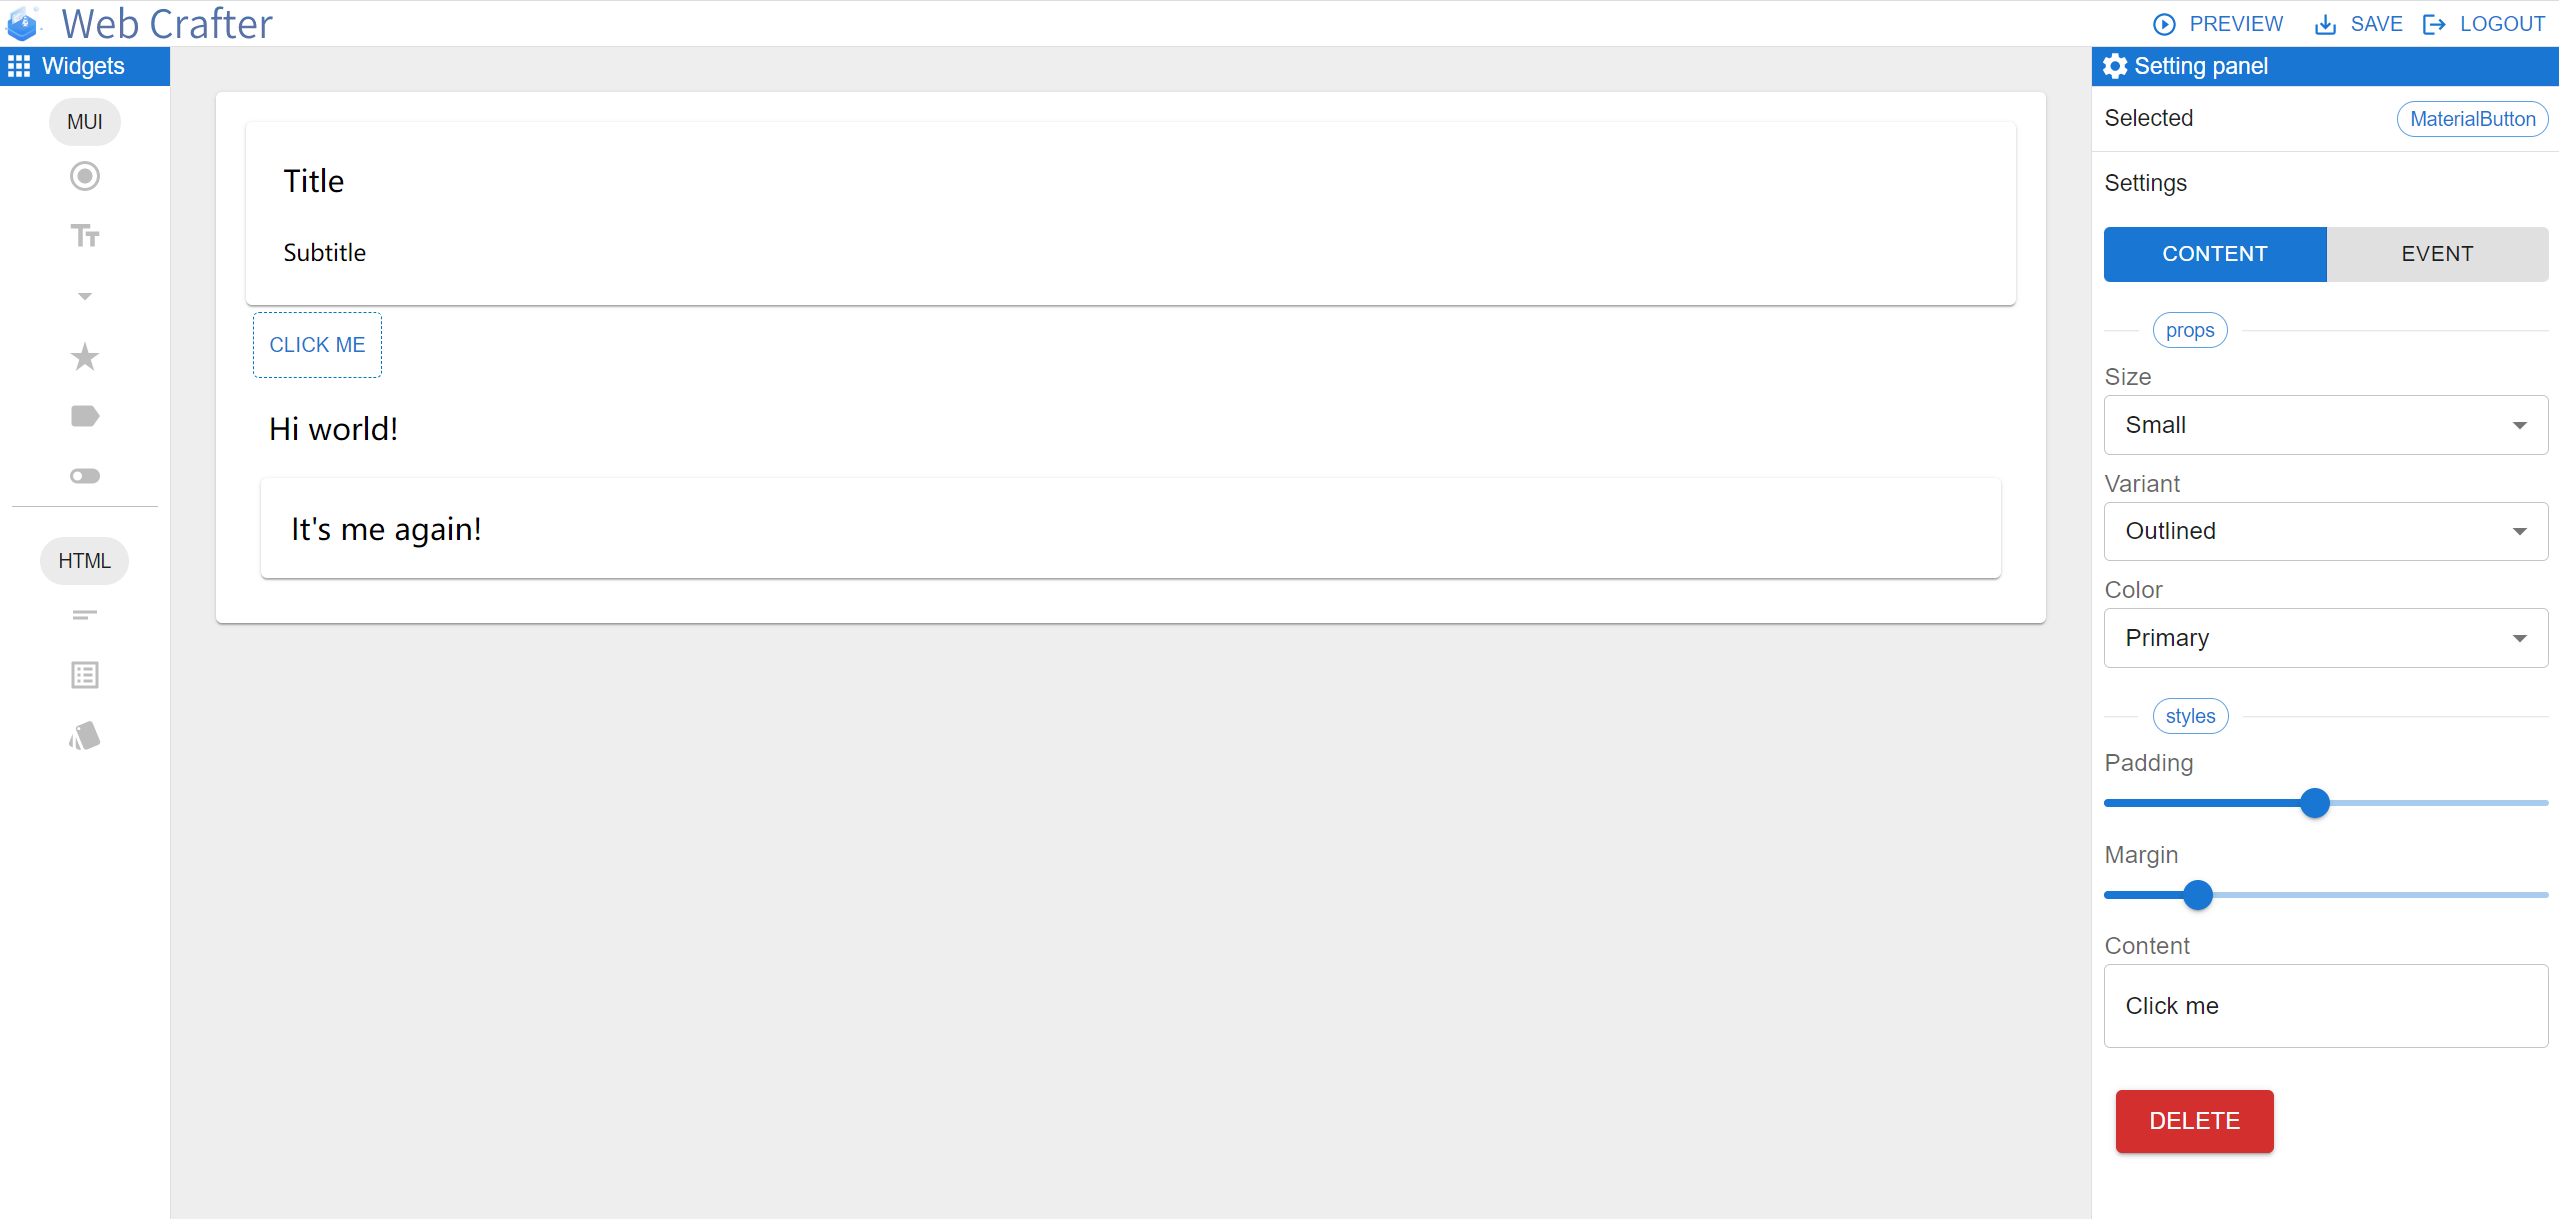 Web Crafter
PREVIEW
SAVE
LOGOUT
Widgets
MUI
HTML
Title
Subtitle
CLICK ME
Hi world!
It's me again!
Setting panel
Selected
MaterialButton
Settings
CONTENT
EVENT
props
Size
Small
Variant
Outlined
Color
Primary
styles
Padding
Margin
Content
Click me
DELETE